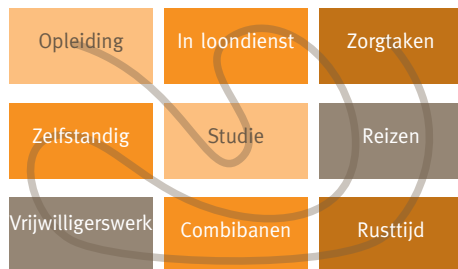 Opleiding
In loondienst
Zorgtaken
Zelfstandig
Studie
Reizen
Vrijwilligerswerk
Combibanen
Rusttijd